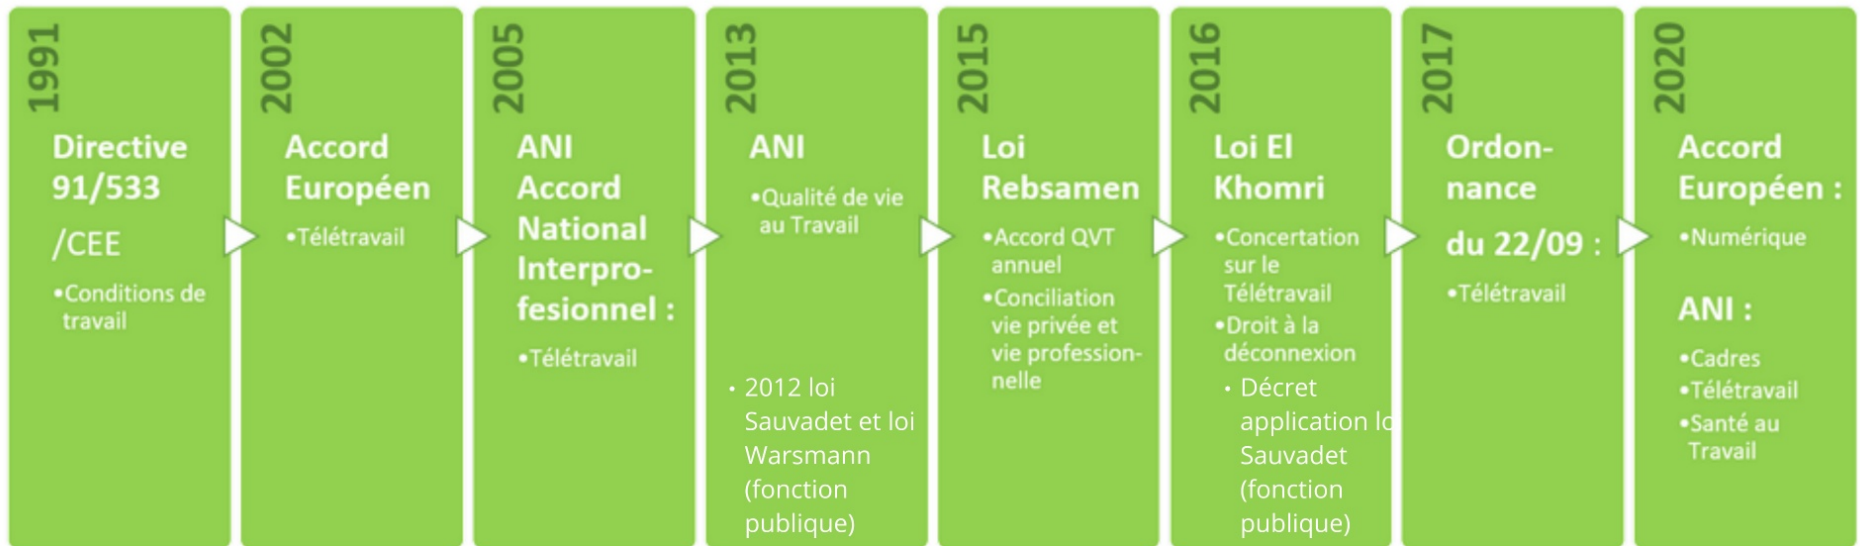 1991
Directive
91/533
/CEE
•Conditions de
travail
2002
Accord
Européen
•Télétravail
2005
ANI
Accord
National
Interpro-
fesionnel :
•Télétravail
2013
ANI
•Qualité de vie
au Travail
• 2012 loi
Sauvadet et loi
Warsmann
(fonction
publique)
2015
Loi
Rebsamen
•Accord QVT
annuel
•Conciliation
vie privée et
vie profession-
nelle
2016
Loi El
Khomri
•Concertation
sur le
Télétravail
•Droit à la
déconnexion
• Décret
application lo
Sauvadet
(fonction
publique)
2017
Ordon-
nance
du 22/09 :
•Télétravail
2020
Accord
Européen :
•Numérique
ANI :
•Cadres
•Télétravail
•Santé au
Travail